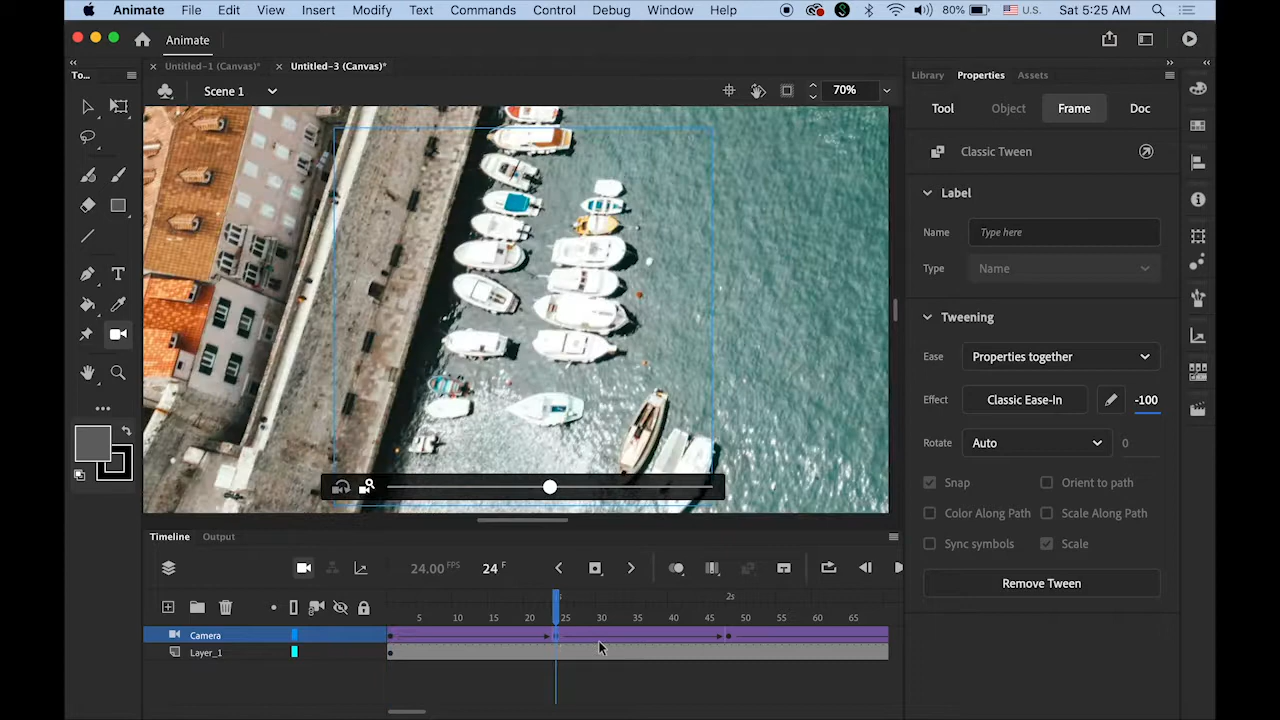 Animate File Edit View Insert Modify Text Commands Control Debug Window Help 80% U.S. Sat 5:25 AM
Animate
To... Untitled-1 (Canvas)* Untitled-3 (Canvas)* Library Properties Assets
Scene 1 70%
Tool Object Frame Doc
Classic Tween
Label
Name Type here
Type Name
Tweening
Ease Properties together
Effect Classic Ease-In -100
Rotate Auto 0
Snap Orient to path
Color Along Path Scale Along Path
Sync symbols Scale
Remove Tween
Timeline Output
24.00 FPS 24 F
2s
5 10 15 20 25 30 35 40 45 50 55 60 65
Camera
Layer_1